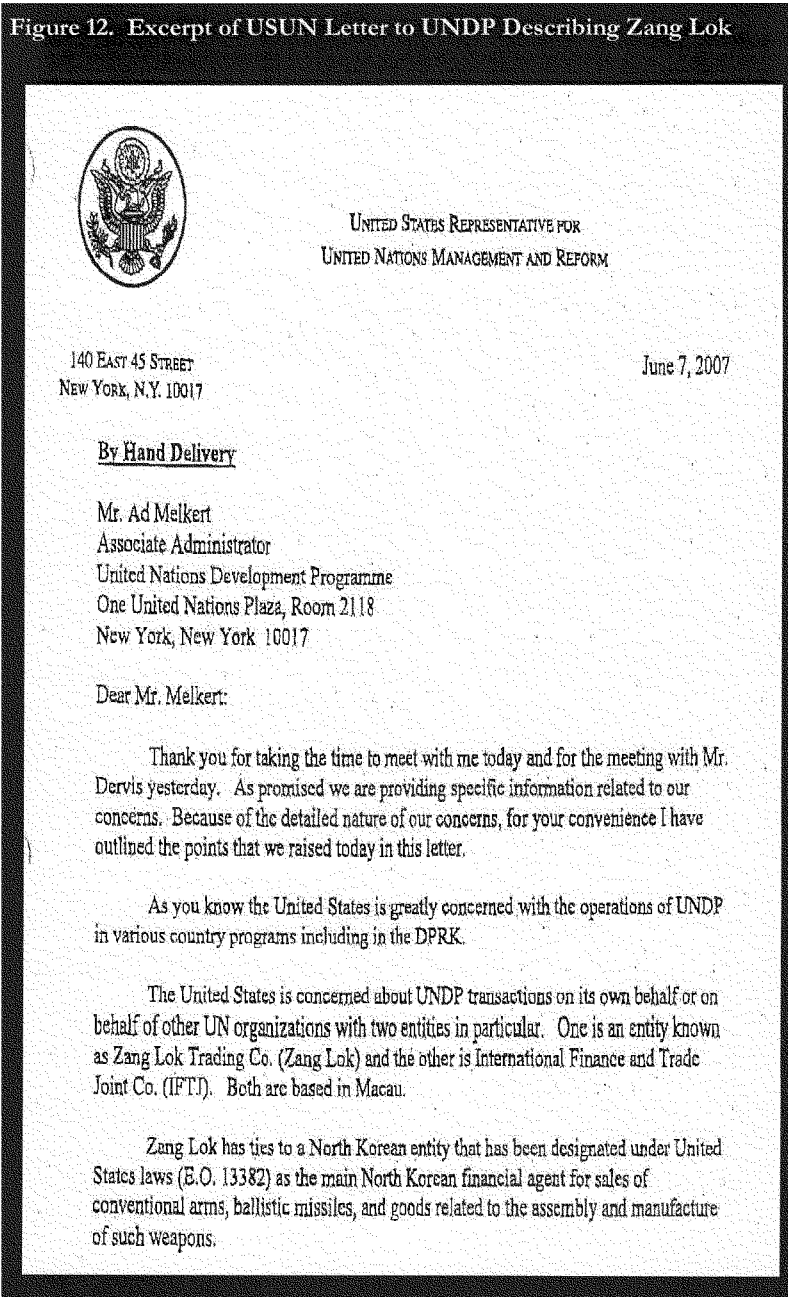 Figure 12. Excerpt of USUN Letter to UNDP Describing Zang Lok
UNITED STATES REPRESENTATIVE FOR
UNITED NATIONS MANAGEMENT AND REFORM
140 EAST 45 STREET
NEW YORK, N.Y. 10017
June 7, 2007
By Hand Delivery
Mr. Ad Melkert
Associate Administrator
United Nations Development Programme
One United Nations Plaza, Room 2118
New York, New York 10017
Dear Mr. Melkert:
Thank you for taking the time to meet with me today and for the meeting with Mr.
Dervis yesterday. As promised we are providing specific information related to our
concerns. Because of the detailed nature of our concerns, for your convenience I have
outlined the points that we raised today in this letter.
As you know the United States is greatly concerned with the operations of UNDP
in various country programs including in the DPRK.
The United States is concerned about UNDP transactions on its own behalf or on
behalf of other UN organizations with two entities in particular. One is an entity known
as Zang Lok Trading Co. (Zang Lok) and the other is International Finance and Trade
Joint Co. (IFTJ). Both are based in Macau.
Zang Lok has ties to a North Korean entity that has been designated under United
States laws (E.O. 13382) as the main North Korean financial agent for sales of
conventional arms, ballistic missiles, and goods related to the assembly and manufacture
of such weapons.